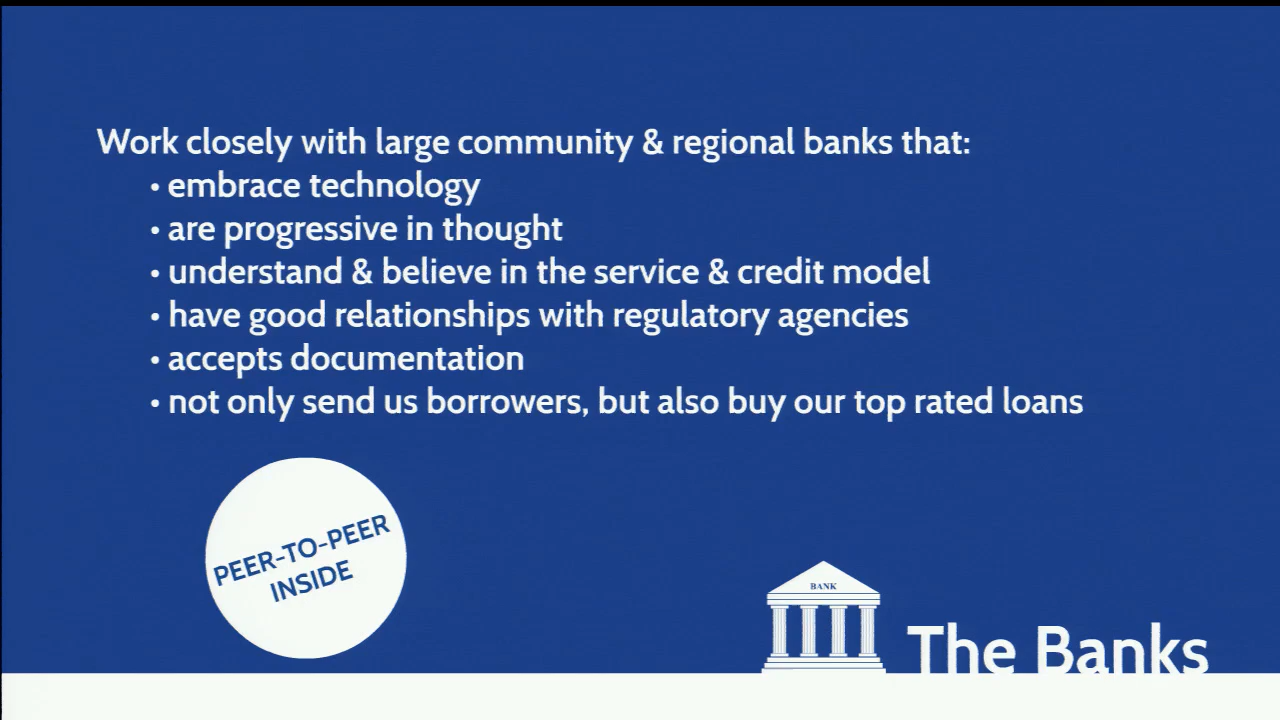 Work closely with large community & regional banks that:
• embrace technology
• are progressive in thought
• understand & believe in the service & credit model
• have good relationships with regulatory agencies
• accepts documentation
• not only send us borrowers, but also buy our top rated loans
PEER-TO-PEER
INSIDE
BANK
The Banks